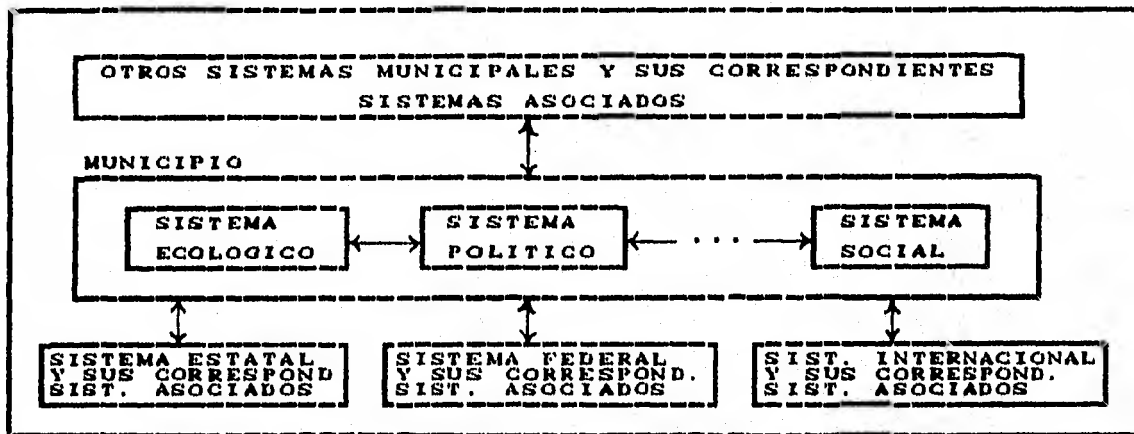 OTROS SISTEMAS MUNICIPALES Y SUS CORRESPONDIENTES
SISTEMAS ASOCIADOS
MUNICIPIO
SISTEMA
ECOLOGICO
SISTEMA
POLITICO
...
SISTEMA
SOCIAL
SISTEMA ESTATAL
Y SUS CORRESPOND
SIST. ASOCIADOS
SISTEMA FEDERAL
Y SUS CORRESPOND.
SIST. ASOCIADOS
SIST. INTERNACIONAL
Y SUS CORRESPOND.
SIST. ASOCIADOS